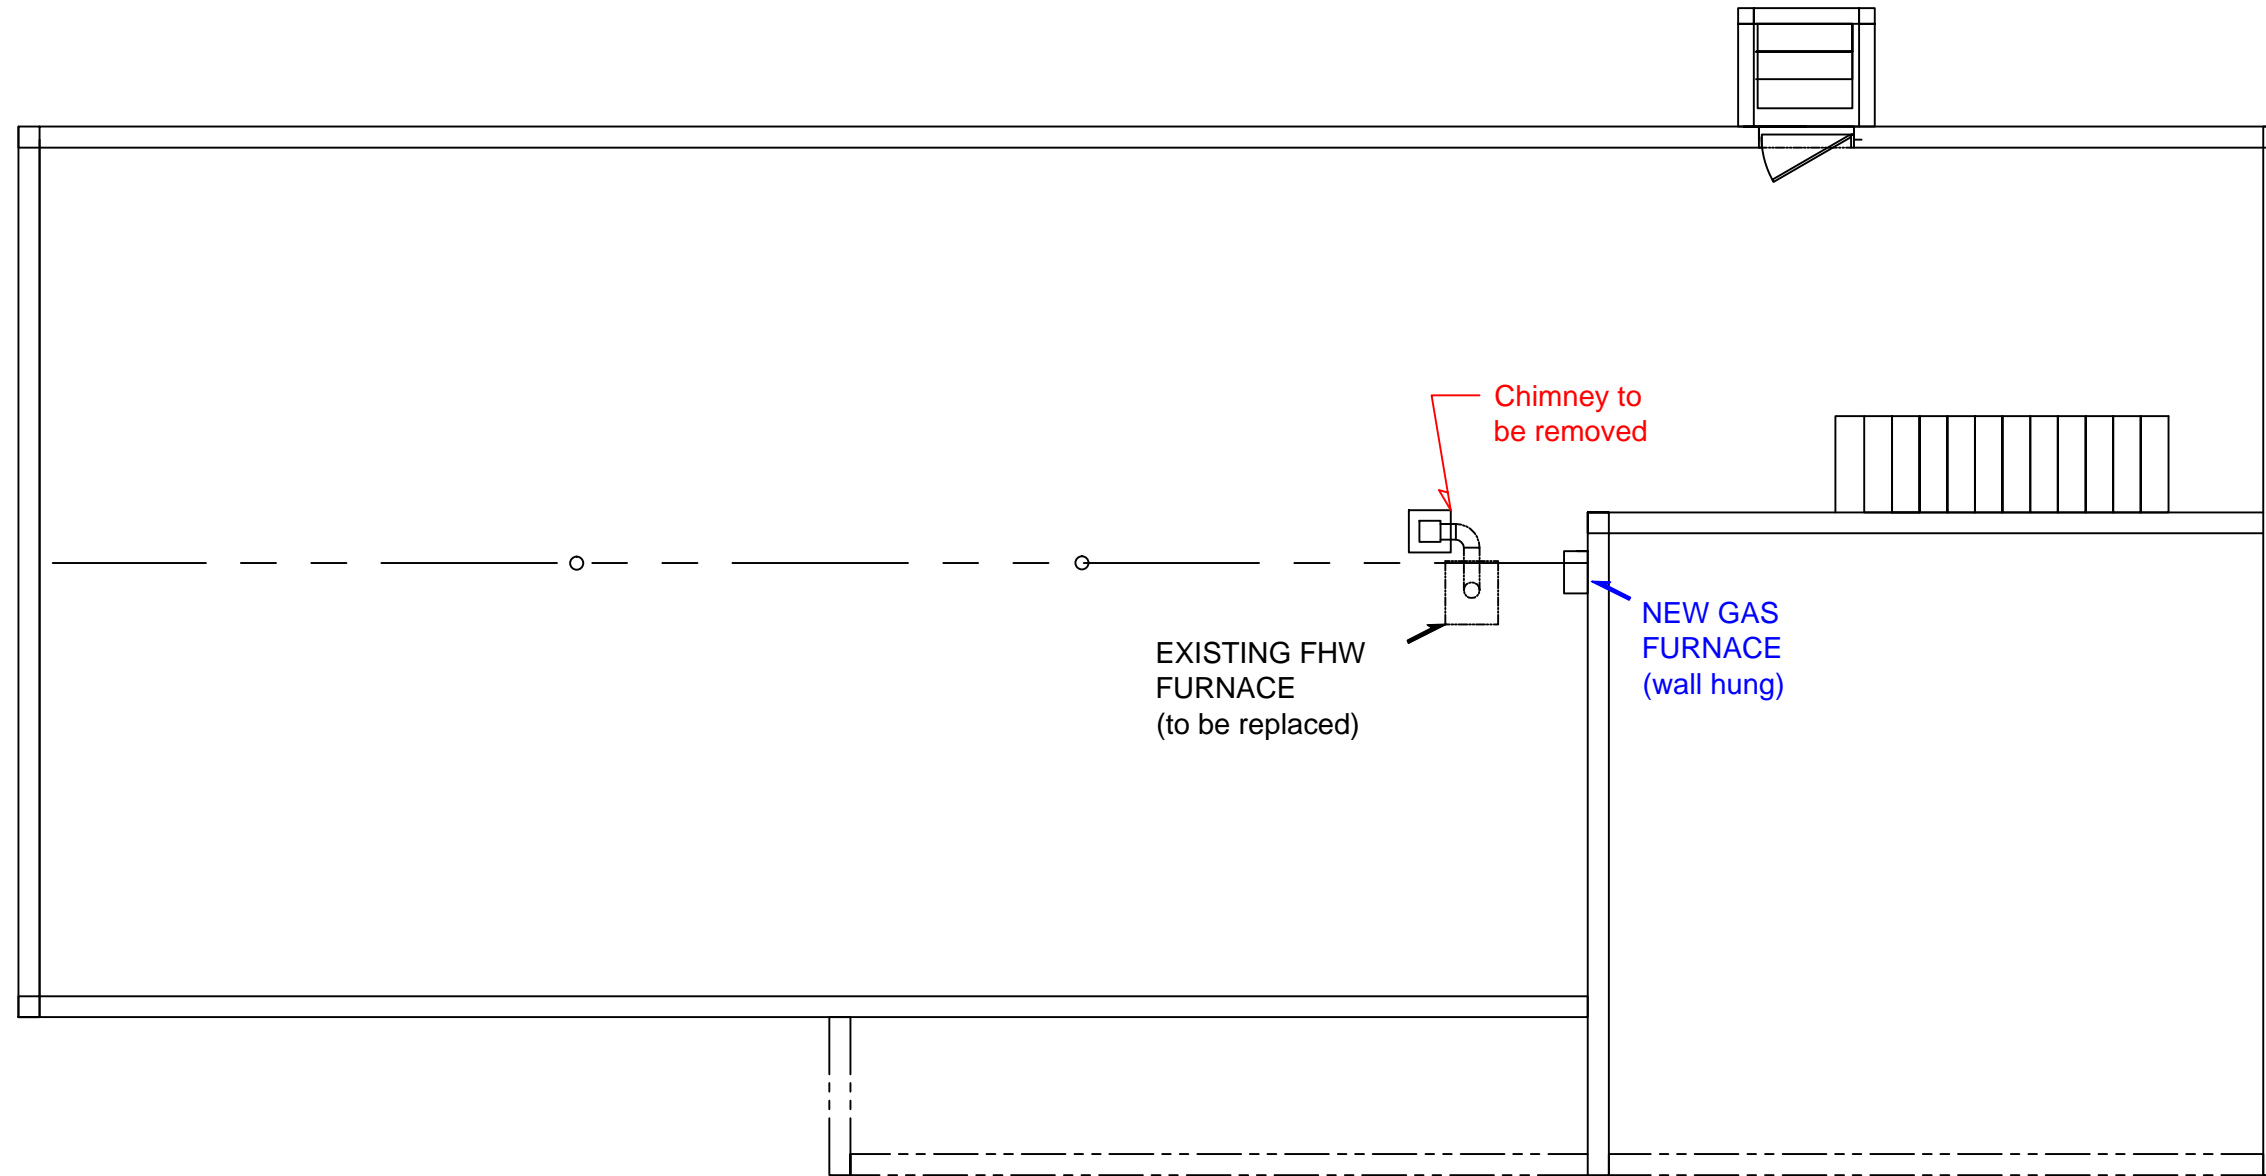 Chimney to
be removed
EXISTING FHW
FURNACE
(to be replaced)
NEW GAS
FURNACE
(wall hung)